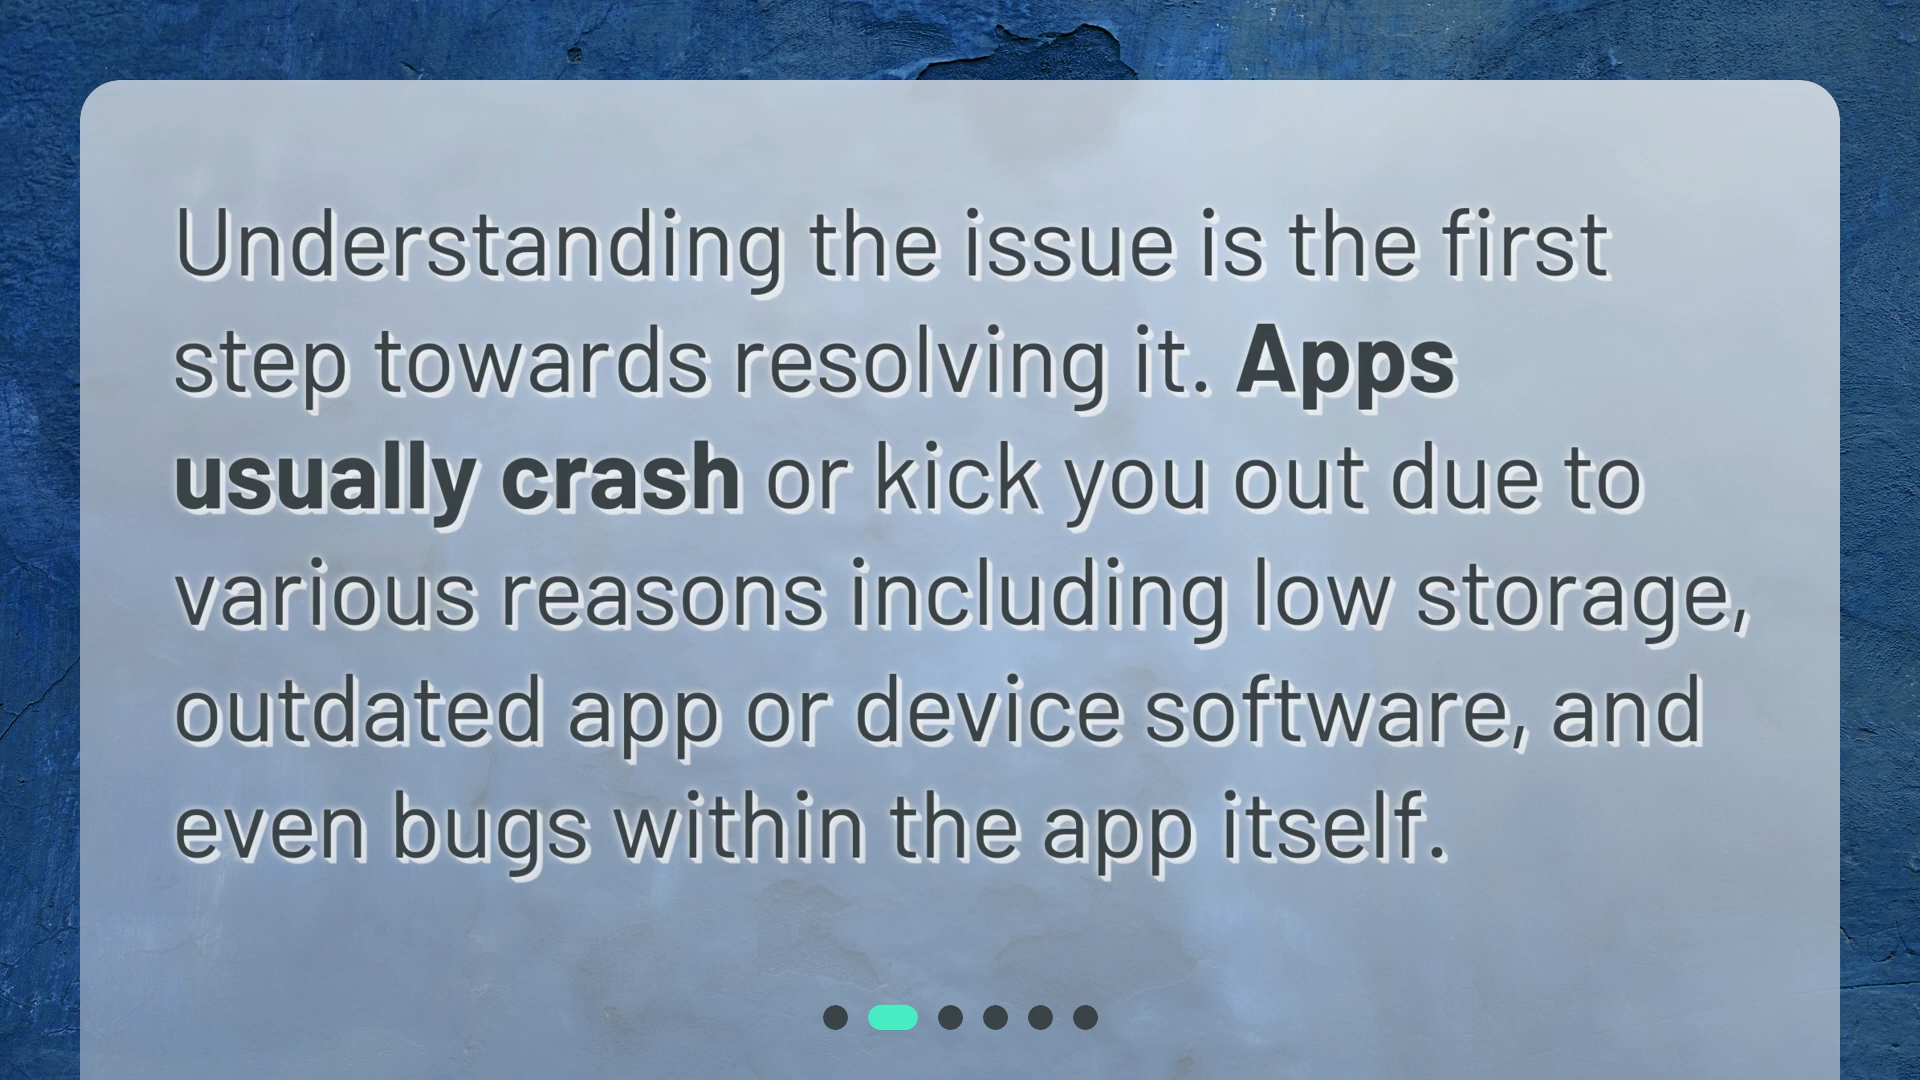 Understanding the issue is the first
step towards resolving it. Apps
usually crash or kick you out due to
various reasons including low storage,
outdated app or device software, and
even bugs within the app itself.